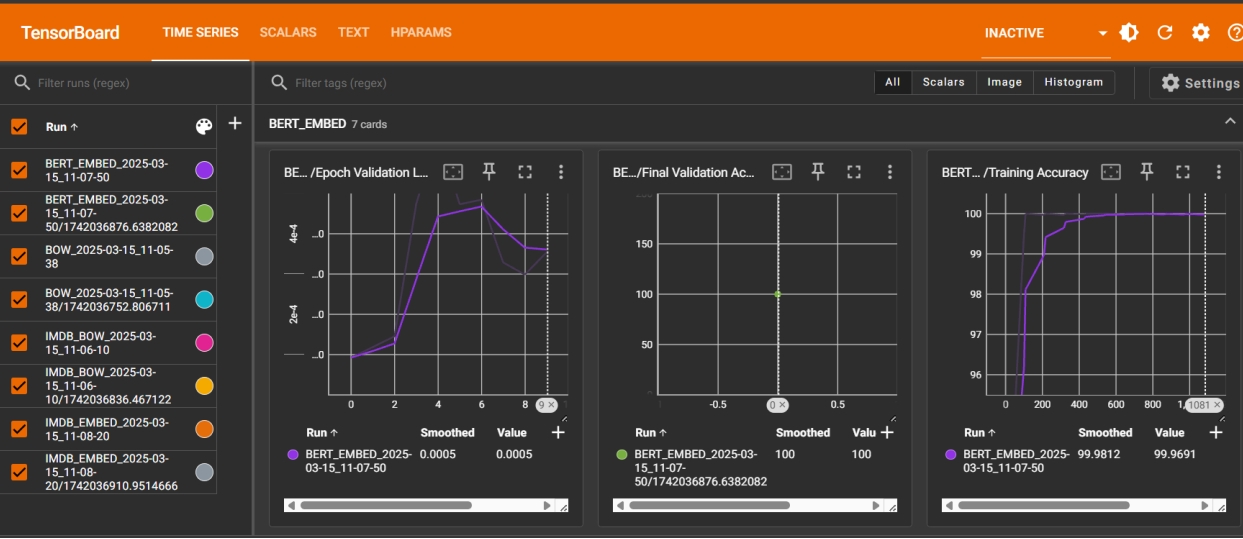 TensorBoard
TIME SERIES
SCALARS
TEXT
HPARAMS
INACTIVE
Filter runs (regex)
Filter tags (regex)
All
Scalars
Image
Histogram
Settings
Run ↑
BERT_EMBED_2025-03-
15_11-07-50
BERT_EMBED_2025-03-
15_11-07-
50/1742036876.6382082
BOW_2025-03-15_11-05-
38
BOW_2025-03-15_11-05-
38/1742036752.806711
IMDB_BOW_2025-03-
15_11-06-10
IMDB_BOW_2025-03-
15_11-06-
10/1742036836.467122
IMDB_EMBED_2025-03-
15_11-08-20
IMDB_EMBED_2025-03-
15_11-08-
20/1742036910.9514666
BERT_EMBED 7 cards
BE... /Epoch Validation L...
4e-4
2e-4
...0
...0
...0
...0
0 2 4 6 8 9 ×
Run ↑ Smoothed Value
BERT_EMBED_2025- 0.0005 0.0005
03-15_11-07-50
BE.../Final Validation Ac...
150
100
50
-0.5 0 × 0.5
Run ↑ Smoothed Valu
BERT_EMBED_2025-03- 100 100
15_11-07-
50/1742036876.6382082
BERT... /Training Accuracy
100
99
98
97
96
0 200 400 600 800 1, 1081 ×
Run ↑ Smoothed Value
BERT_EMBED_2025- 99.9812 99.9691
03-15_11-07-50